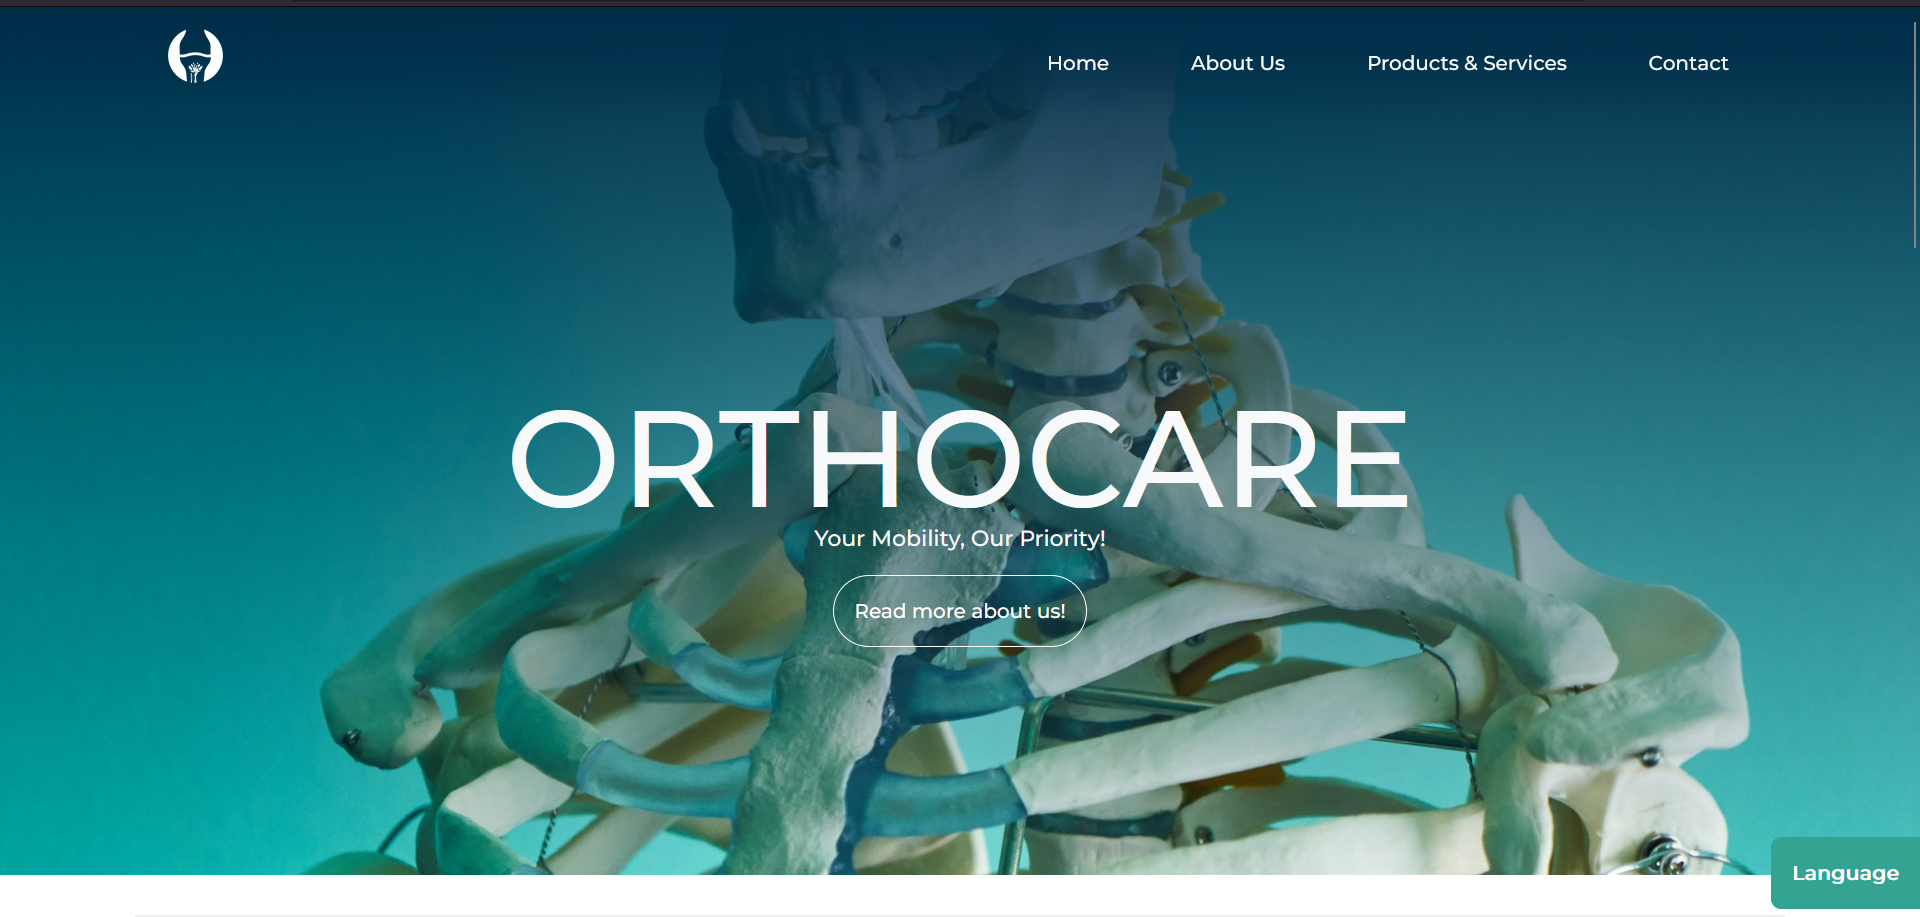 Home
About Us
Products & Services
Contact
ORTHOCARE
Your Mobility, Our Priority!
Read more about us!
Language